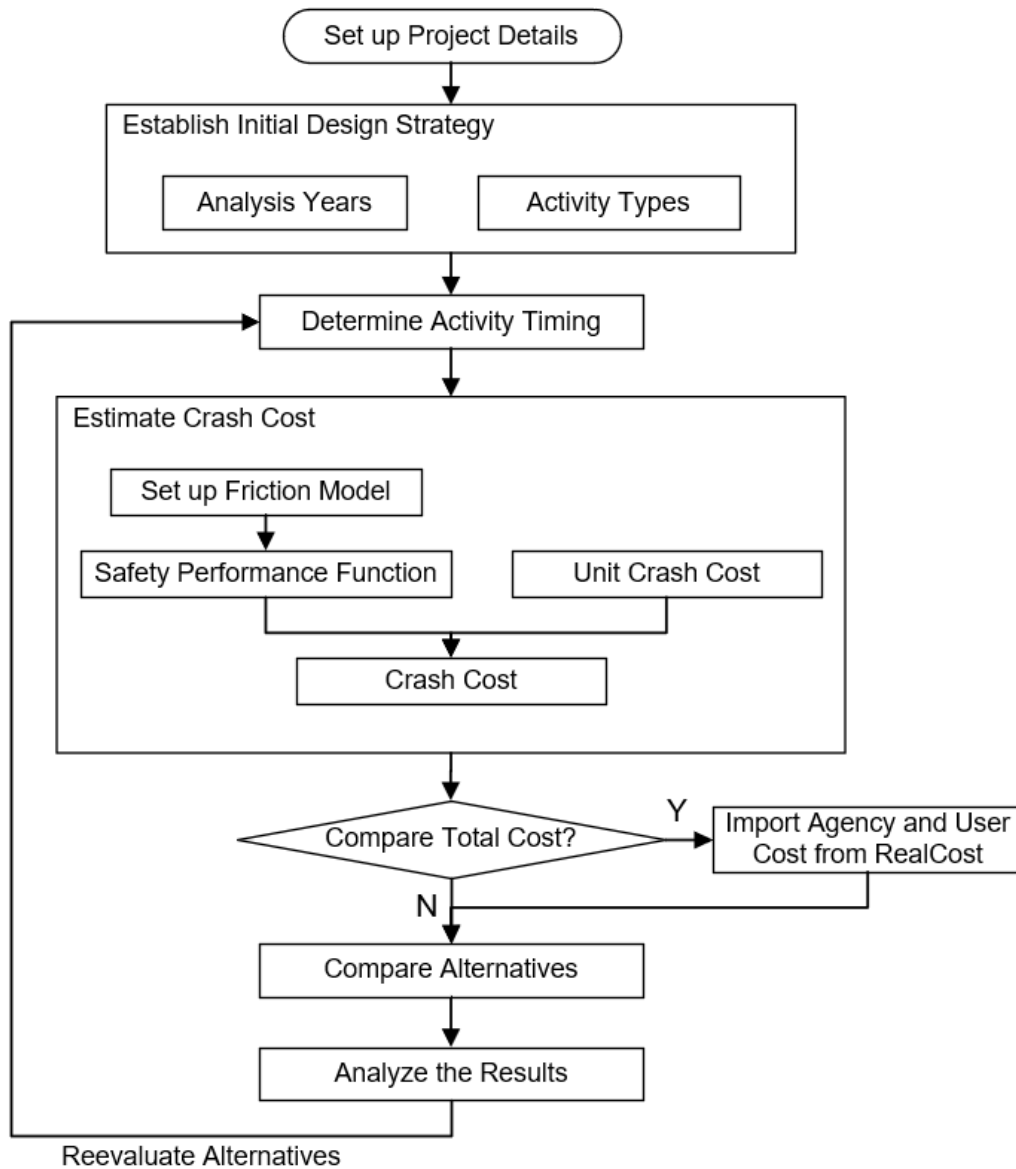 Set up Project Details
Establish Initial Design Strategy
Analysis Years
Activity Types
Determine Activity Timing
Estimate Crash Cost
Set up Friction Model
Safety Performance Function
Unit Crash Cost
Crash Cost
Compare Total Cost?
Y
Import Agency and User
Cost from RealCost
N
Compare Alternatives
Analyze the Results
Reevaluate Alternatives